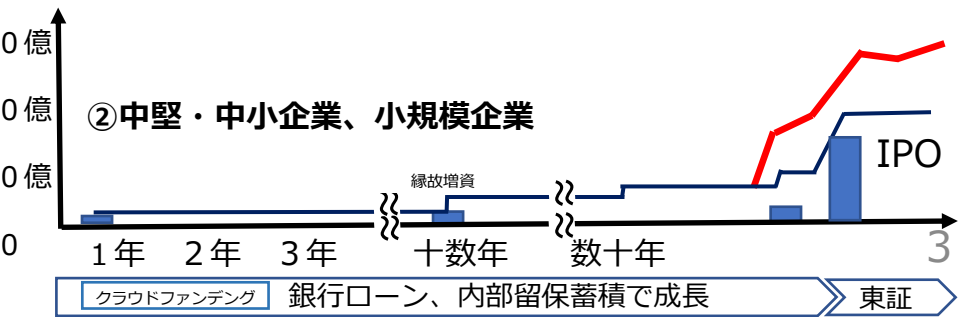 0億
②中堅・中小企業、小規模企業
0億
IPO
0億
縁故増資
0
1年
2年
3年
十数年
数十年
3
クラウドファンデング
銀行ローン、内部留保蓄積で成長
東証